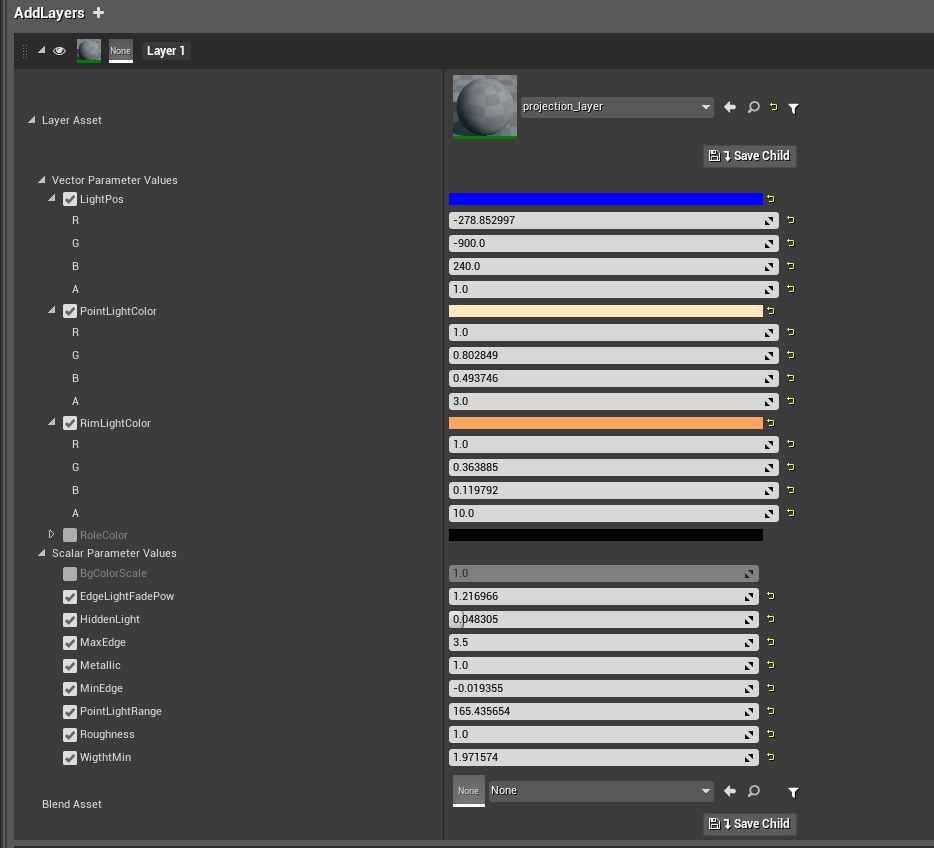 AddLayers
None
Layer 1
Layer Asset
projection_layer
Save Child
Vector Parameter Values
LightPos
R
-278.852997
G
-900.0
B
240.0
A
1.0
PointLightColor
R
1.0
G
0.802849
B
0.493746
A
3.0
RimLightColor
R
1.0
G
0.363885
B
0.119792
A
10.0
RoleColor
Scalar Parameter Values
BgColorScale
1.0
EdgeLightFadePow
1.216966
HiddenLight
0.048305
MaxEdge
3.5
Metallic
1.0
MinEdge
-0.019355
PointLightRange
165.435654
Roughness
1.0
WigthtMin
1.971574
Blend Asset
None
None
Save Child